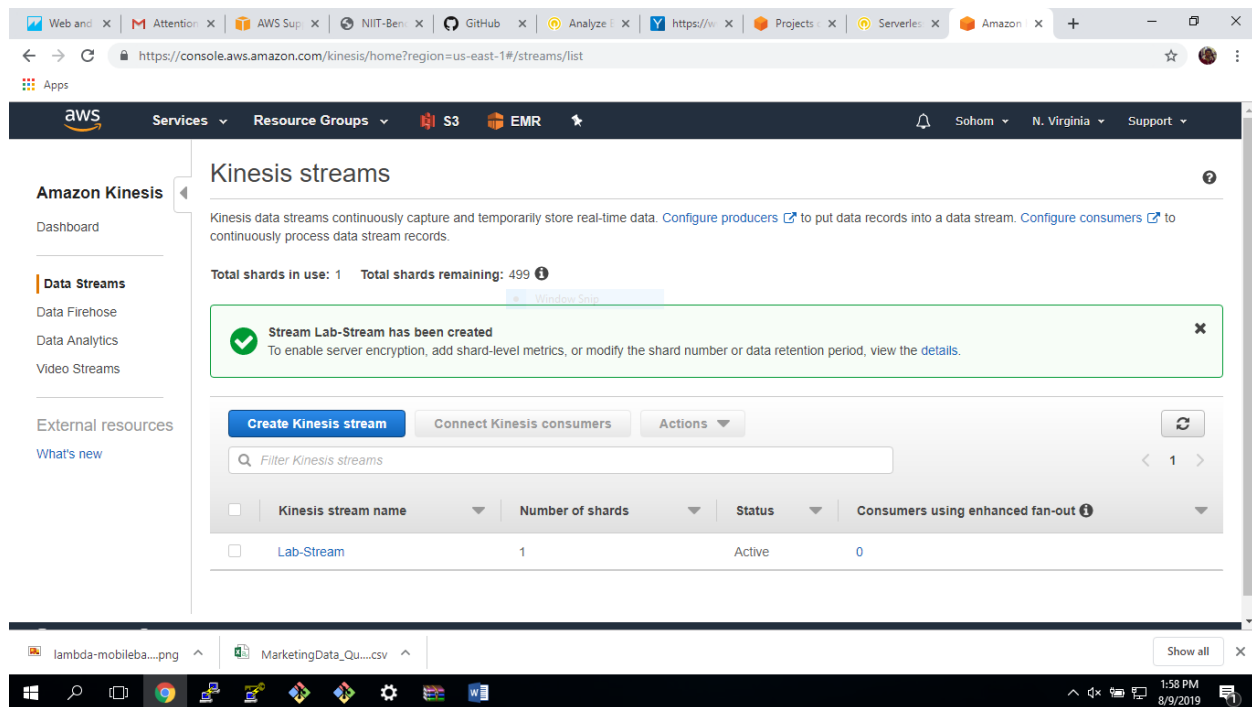 Web and
Attention
AWS Sup
NIIT-Ben
GitHub
Analyze
https://w
Projects
Serverles
Amazon
https://console.aws.amazon.com/kinesis/home?region=us-east-1#/streams/list
Apps
aws
Services
Resource Groups
S3
EMR
Sohom
N. Virginia
Support
Amazon Kinesis
Dashboard
Data Streams
Data Firehose
Data Analytics
Video Streams
External resources
What's new
Kinesis streams
Kinesis data streams continuously capture and temporarily store real-time data. Configure producers to put data records into a data stream. Configure consumers to
continuously process data stream records.
Total shards in use: 1 Total shards remaining: 499
Window Snip
Stream Lab-Stream has been created
To enable server encryption, add shard-level metrics, or modify the shard number or data retention period, view the details.
Create Kinesis stream
Connect Kinesis consumers
Actions
Filter Kinesis streams
1
Kinesis stream name Number of shards Status Consumers using enhanced fan-out
Lab-Stream 1 Active 0
lambda-mobileba....png
MarketingData_Qu....csv
Show all
1:58 PM
8/9/2019